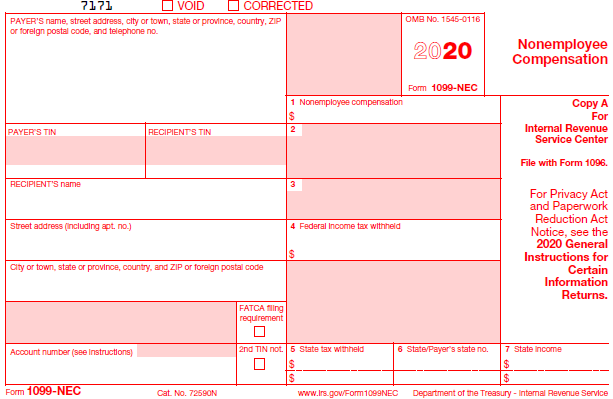 7171
VOID
CORRECTED
PAYER'S name, street address, city or town, state or province, country, ZIP
or foreign postal code, and telephone no.
OMB No. 1545-0116
2020
Form 1099-NEC
Nonemployee
Compensation
1 Nonemployee compensation
$
Copy A
For
Internal Revenue
Service Center
File with Form 1096.
PAYER'S TIN
RECIPIENT'S TIN
2
RECIPIENT'S name
3
For Privacy Act
and Paperwork
Reduction Act
Notice, see the
2020 General
Instructions for
Certain
Information
Returns.
Street address (including apt. no.)
4 Federal income tax withheld
$
City or town, state or province, country, and ZIP or foreign postal code
FATCA filing
requirement
Account number (see instructions)
2nd TIN not.
5 State tax withheld
$
$
6 State/Payer's state no.
7 State income
$
$
Form 1099-NEC
Cat. No. 72590N
www.irs.gov/Form1099NEC
Department of the Treasury - Internal Revenue Service